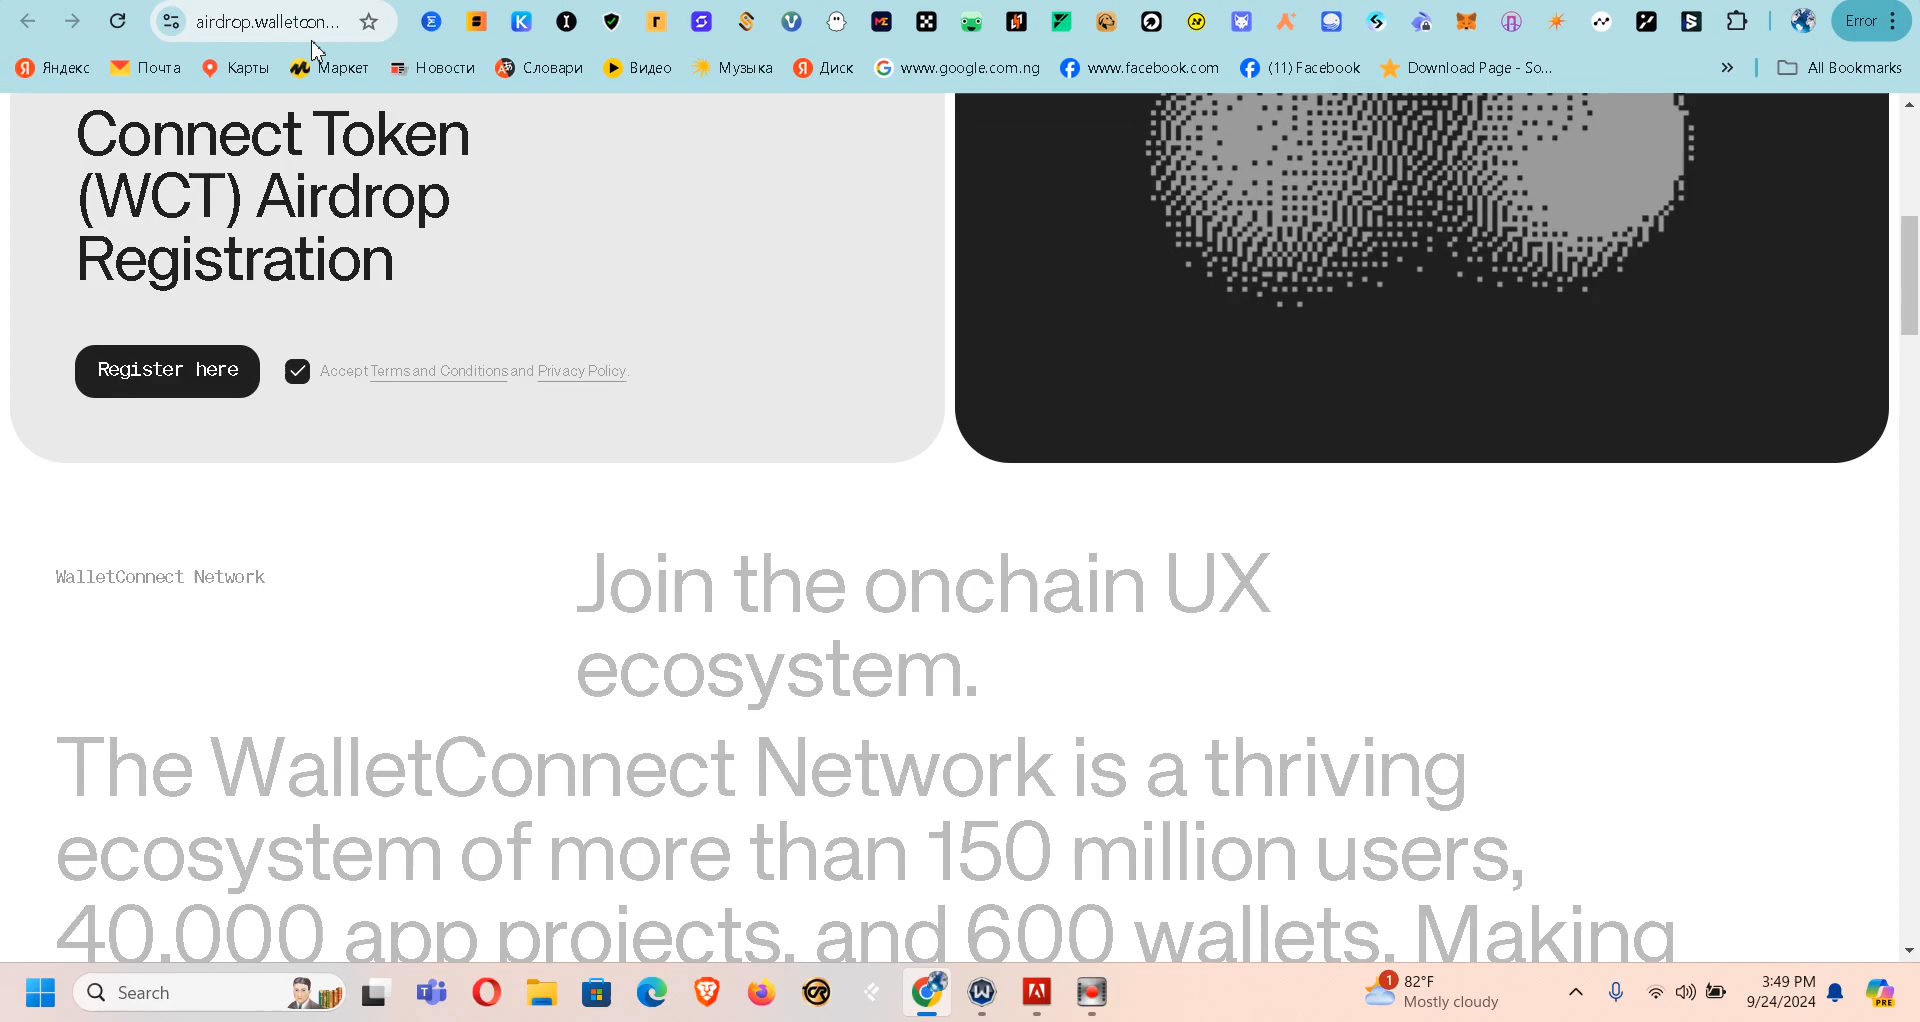 airdrop.walletcon...
Error
Яндекс Почта Карты Маркет Новости Словари Видео Музыка Диск www.google.com.ng www.facebook.com (11) Facebook Download Page - So... All Bookmarks
Connect Token
(WCT) Airdrop
Registration
Register here
Accept Terms and Conditions and Privacy Policy.
WalletConnect Network
Join the onchain UX
ecosystem.
The WalletConnect Network is a thriving
ecosystem of more than 150 million users,
40,000 app projects, and 600 wallets. Making
Search
1
82°F
Mostly cloudy
3:49 PM
9/24/2024
PRE